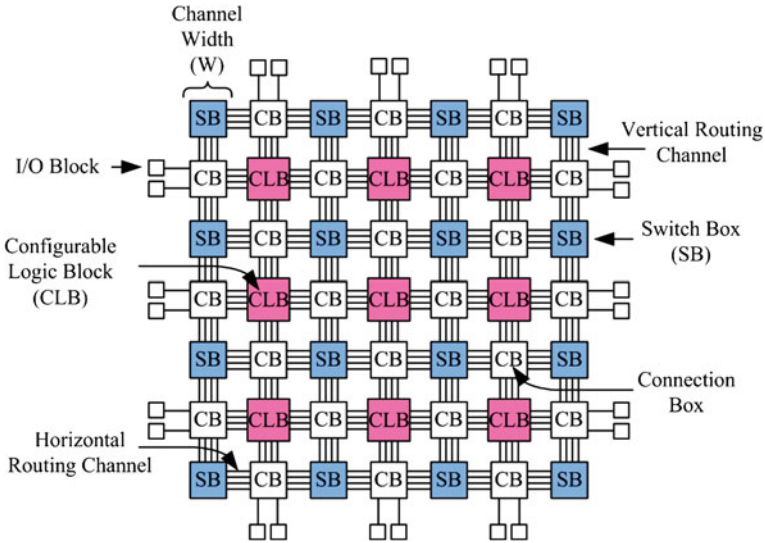 Channel
Width
(W)
SB CB SB CB SB CB SB
Vertical Routing
Channel
I/O Block
CB CLB CB CLB CB CLB CB
SB CB SB CB SB CB SB
Switch Box
(SB)
Configurable
Logic Block
(CLB)
CB CLB CB CLB CB CLB CB
SB CB SB CB SB CB SB
Connection
Box
CB CLB CB CLB CB CLB CB
Horizontal
Routing Channel
SB CB SB CB SB CB SB